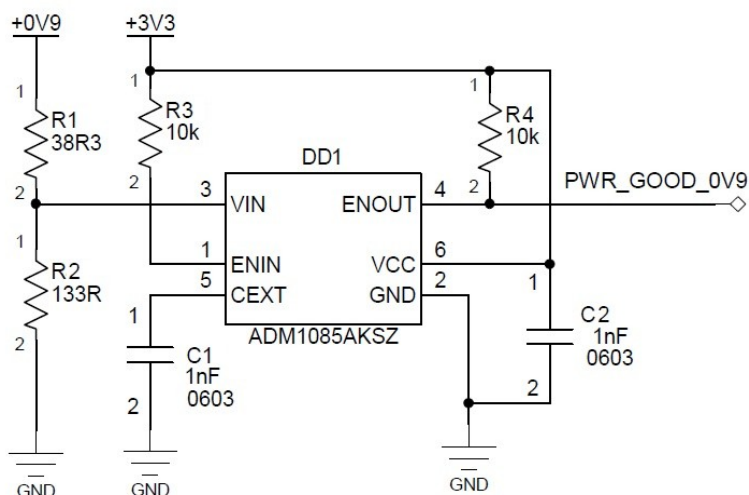 +0V9
+3V3
1
R1
38R3
2
1
R3
10k
2
1
R4
10k
2
DD1
PWR_GOOD_0V9
3
VIN
ENOUT
4
1
ENIN
VCC
6
5
CEXT
GND
2
ADM1085AKSZ
1
R2
133R
2
1
C1
1nF
0603
2
1
C2
1nF
0603
2
GND
GND
GND